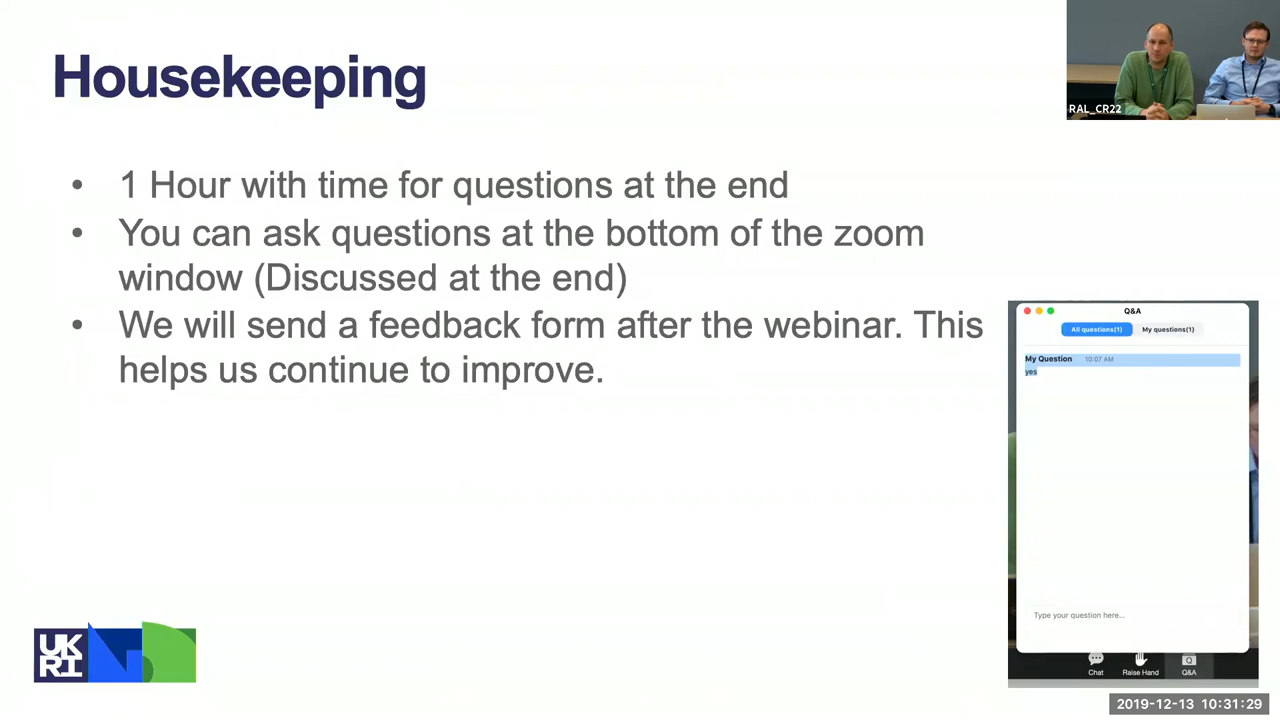 Housekeeping
RAL_CR22
• 1 Hour with time for questions at the end
• You can ask questions at the bottom of the zoom
window (Discussed at the end)
• We will send a feedback form after the webinar. This
helps us continue to improve.
Q&A
All questions(1) My questions(1)
My Question 10:07 AM
yes
Type your question here...
Chat Raise Hand Q&A
UK
RI
2019-12-13 10:31:29